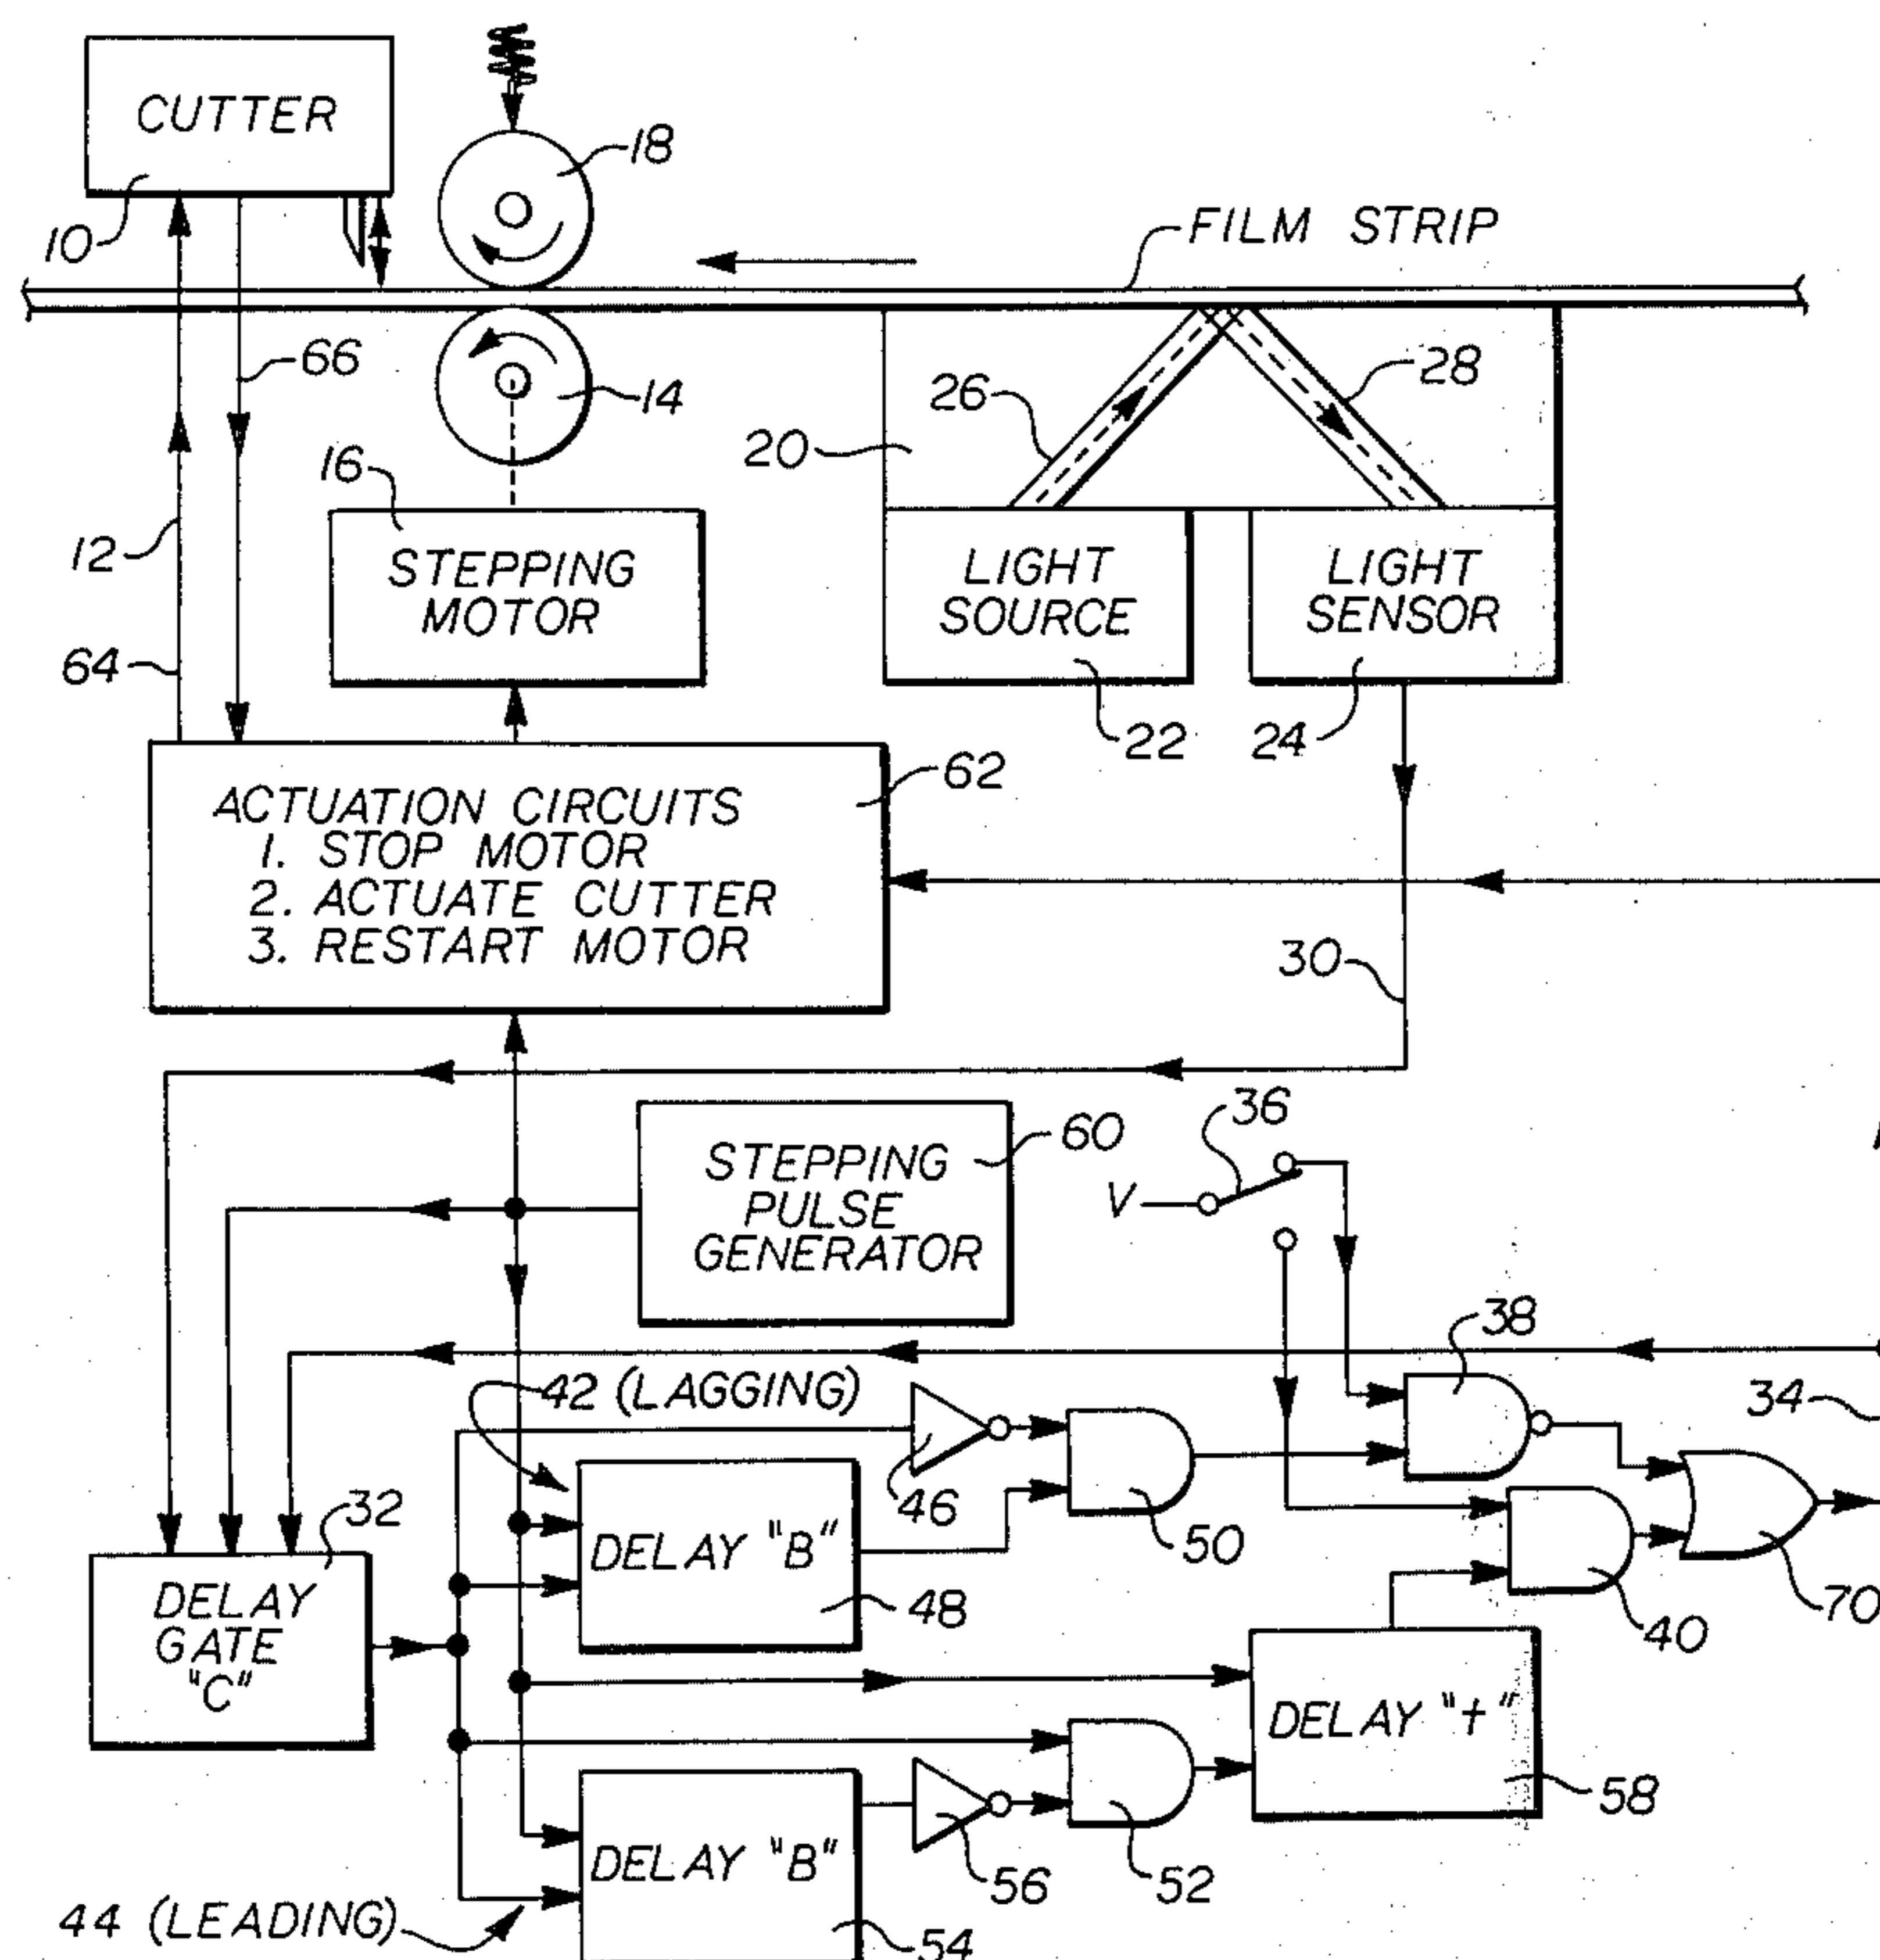 CUTTER
10
18
FILM STRIP
66
14
26
28
20
16
12
STEPPING
MOTOR
LIGHT
SOURCE
LIGHT
SENSOR
64
22
24
62
ACTUATION CIRCUITS
1. STOP MOTOR
2. ACTUATE CUTTER
3. RESTART MOTOR
30
36
60
STEPPING
PULSE
GENERATOR
V
38
42 (LAGGING)
34
46
50
32
DELAY "B"
48
DELAY
GATE
"C"
40
70
DELAY "t"
58
DELAY "B"
56
52
44 (LEADING)
54